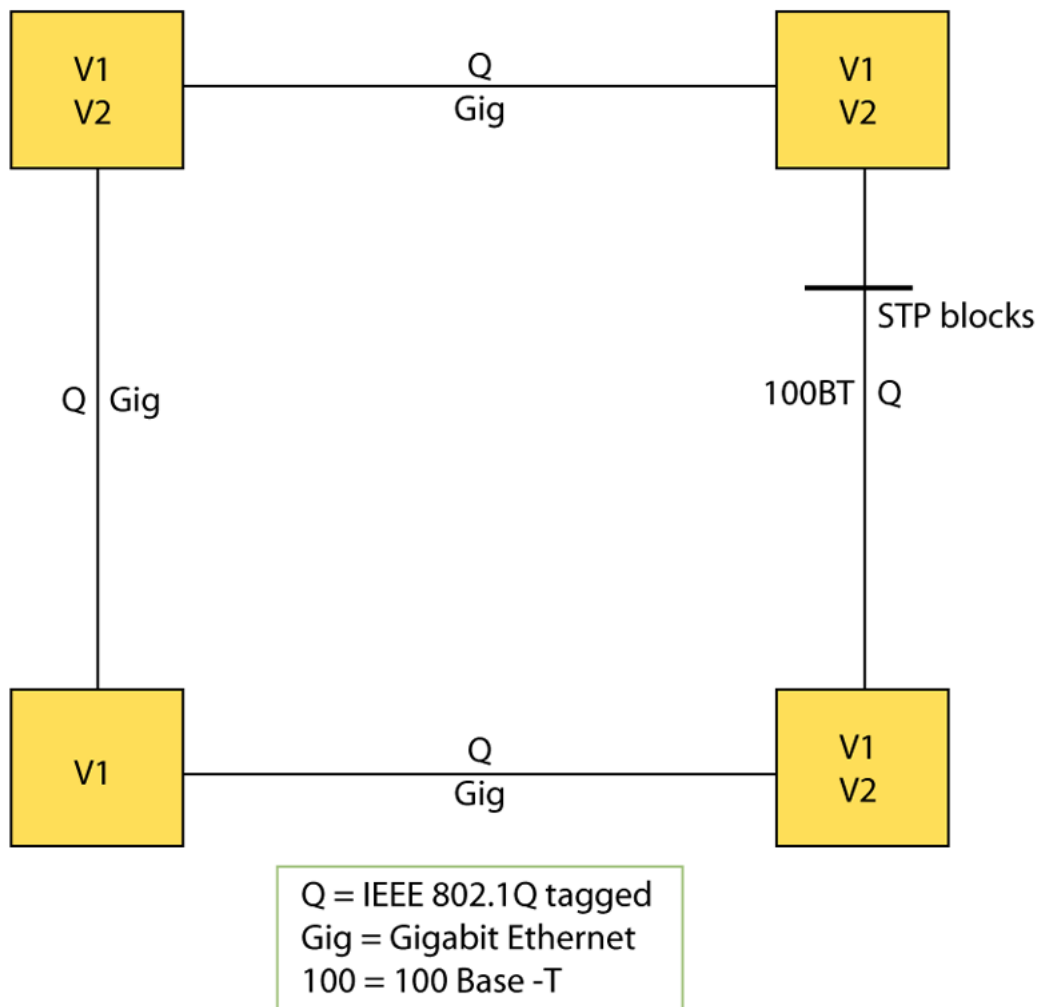 V1
V2
Q
Gig
V1
V2
STP blocks
Q Gig
100BT Q
V1
Q
Gig
V1
V2
Q = IEEE 802.1Q tagged
Gig = Gigabit Ethernet
100 = 100 Base -T